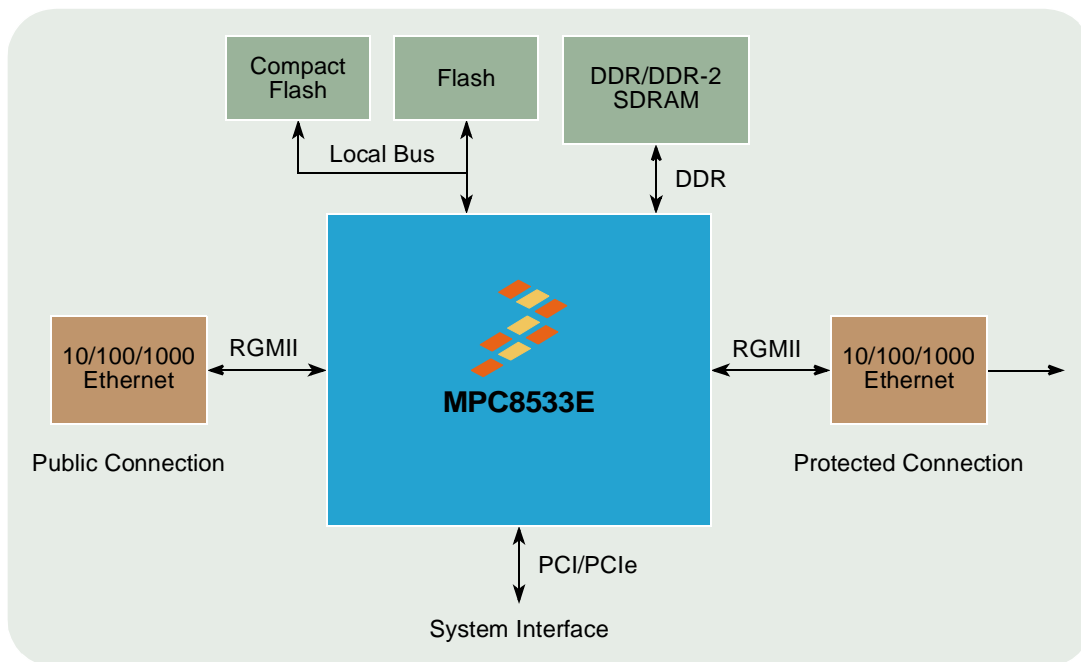 Compact
Flash
Flash
DDR/DDR-2
SDRAM
Local Bus
DDR
10/100/1000
Ethernet
RGMII
MPC8533E
RGMII
10/100/1000
Ethernet
Public Connection
Protected Connection
PCI/PCIe
System Interface